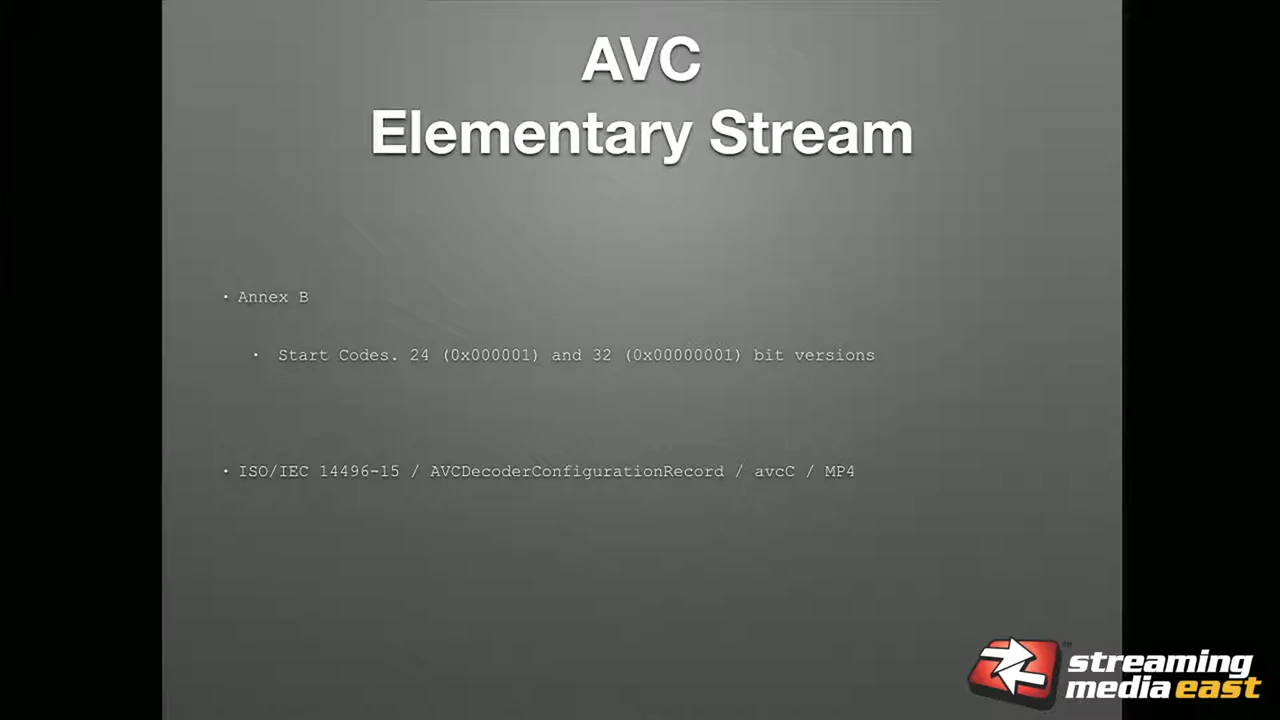 AVC
Elementary Stream
• Annex B
• Start Codes. 24 (0x000001) and 32 (0x00000001) bit versions
• ISO/IEC 14496-15 / AVCDecoderConfigurationRecord / avcC / MP4
streaming
media east
™